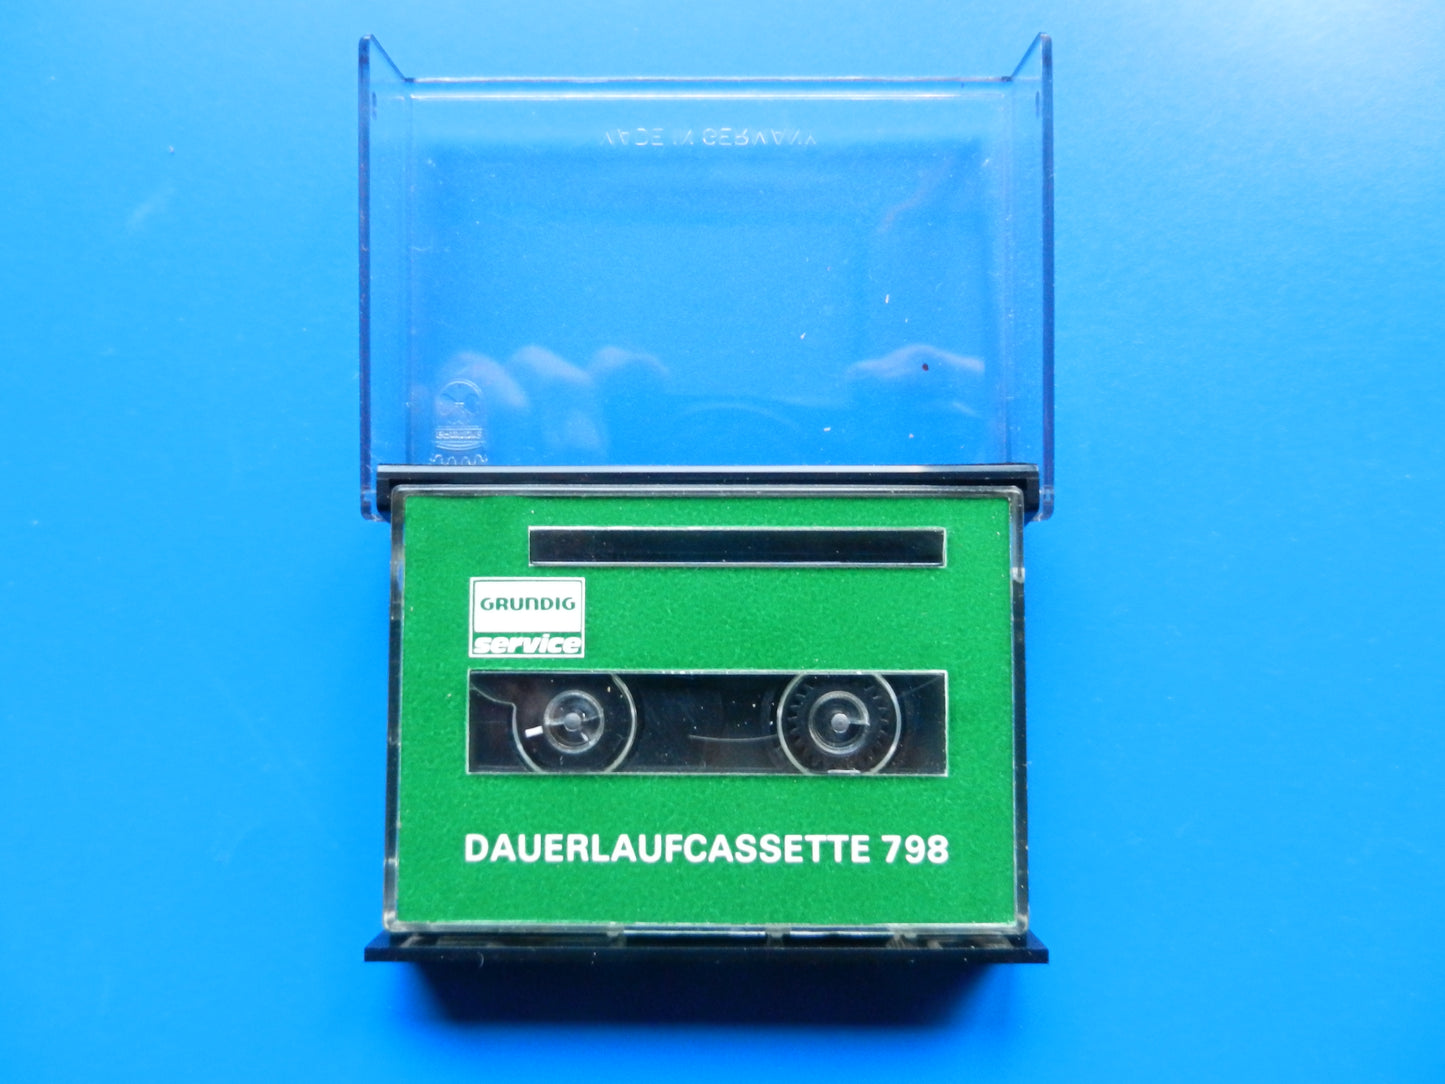 MADE IN GERMANY
GRUNDIG
service
DAUERLAUFCASSETTE 798